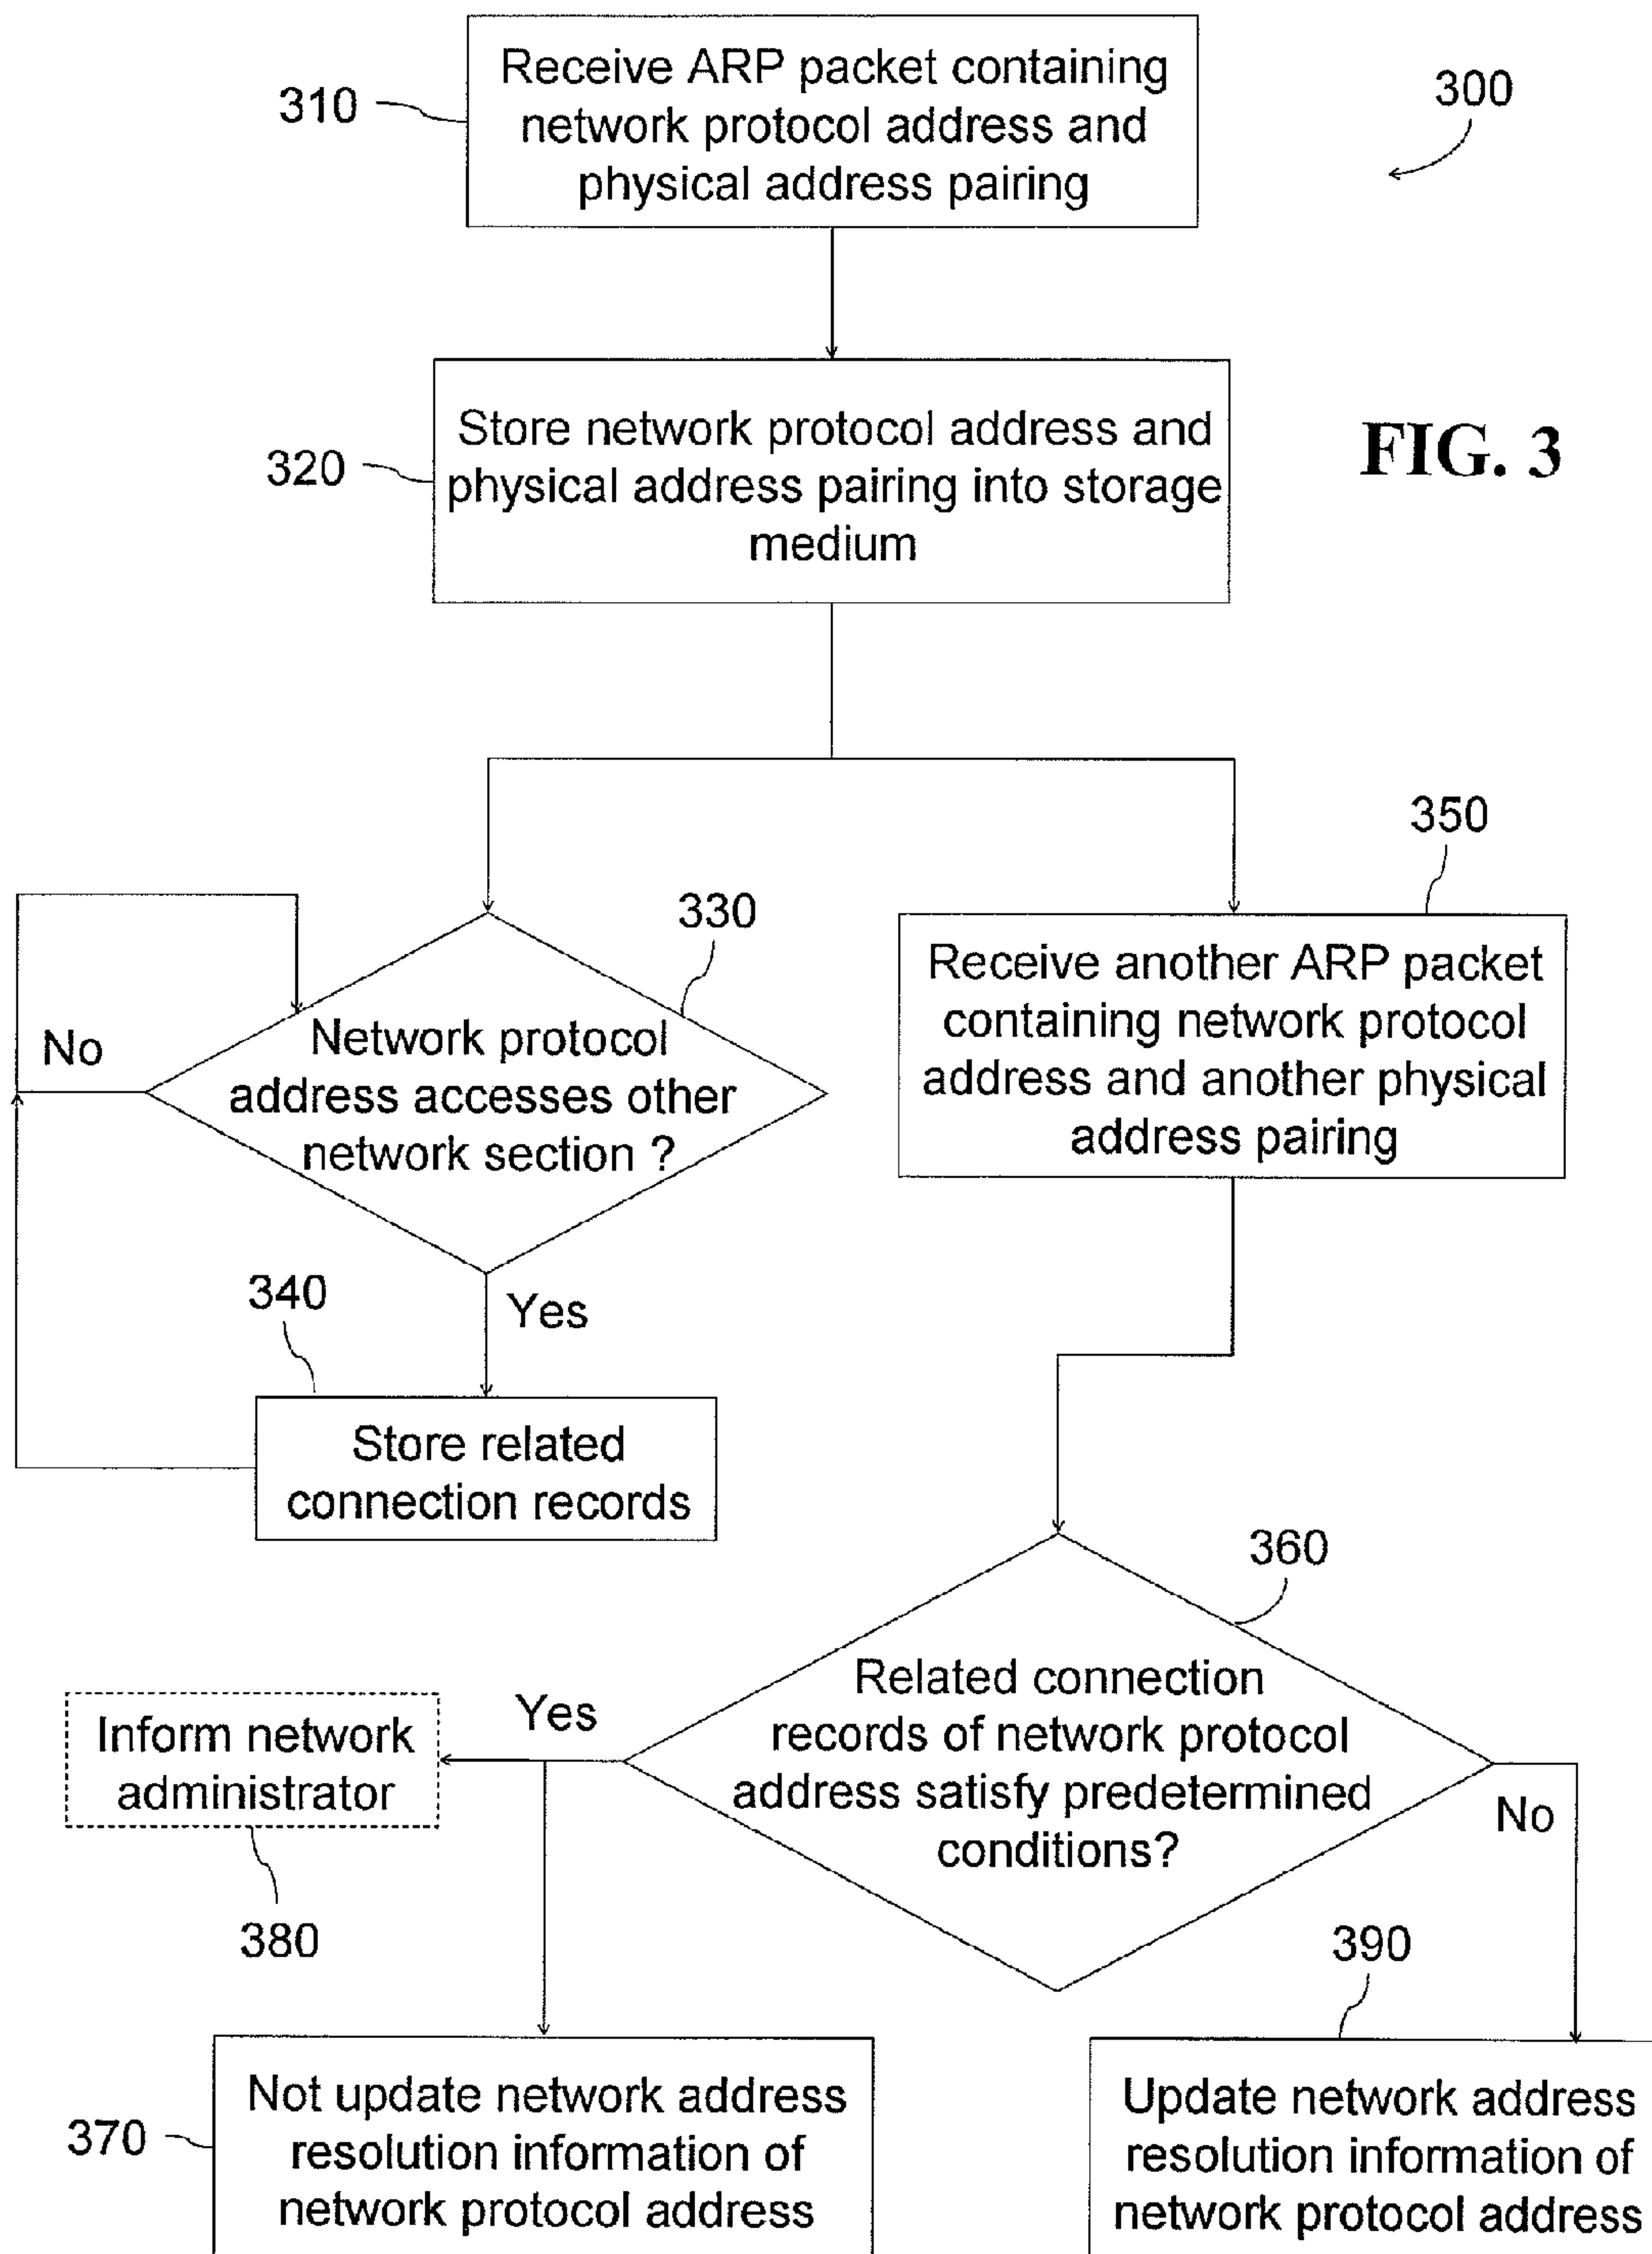 Receive ARP packet containing
network protocol address and
physical address pairing
310
300
Store network protocol address and
physical address pairing into storage
medium
320
FIG. 3
350
330
Network protocol
address accesses other
network section ?
No
Yes
Receive another ARP packet
containing network protocol
address and another physical
address pairing
340
Store related
connection records
360
Related connection
records of network protocol
address satisfy predetermined
conditions?
Yes
No
Inform network
administrator
380
390
370
Not update network address
resolution information of
network protocol address
Update network address
resolution information of
network protocol address